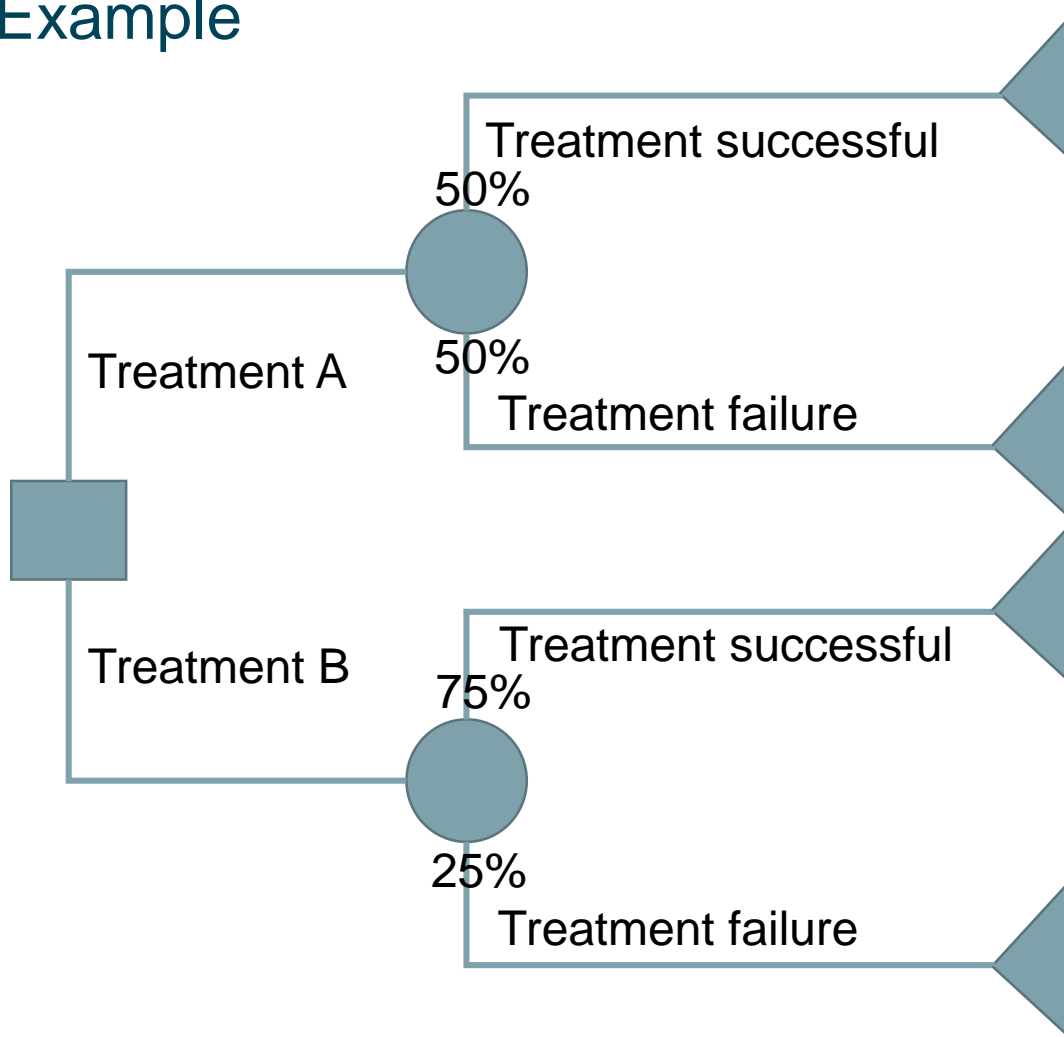 Example
Treatment successful
50%
Treatment A
50%
Treatment failure
Treatment B
Treatment successful
75%
25%
Treatment failure